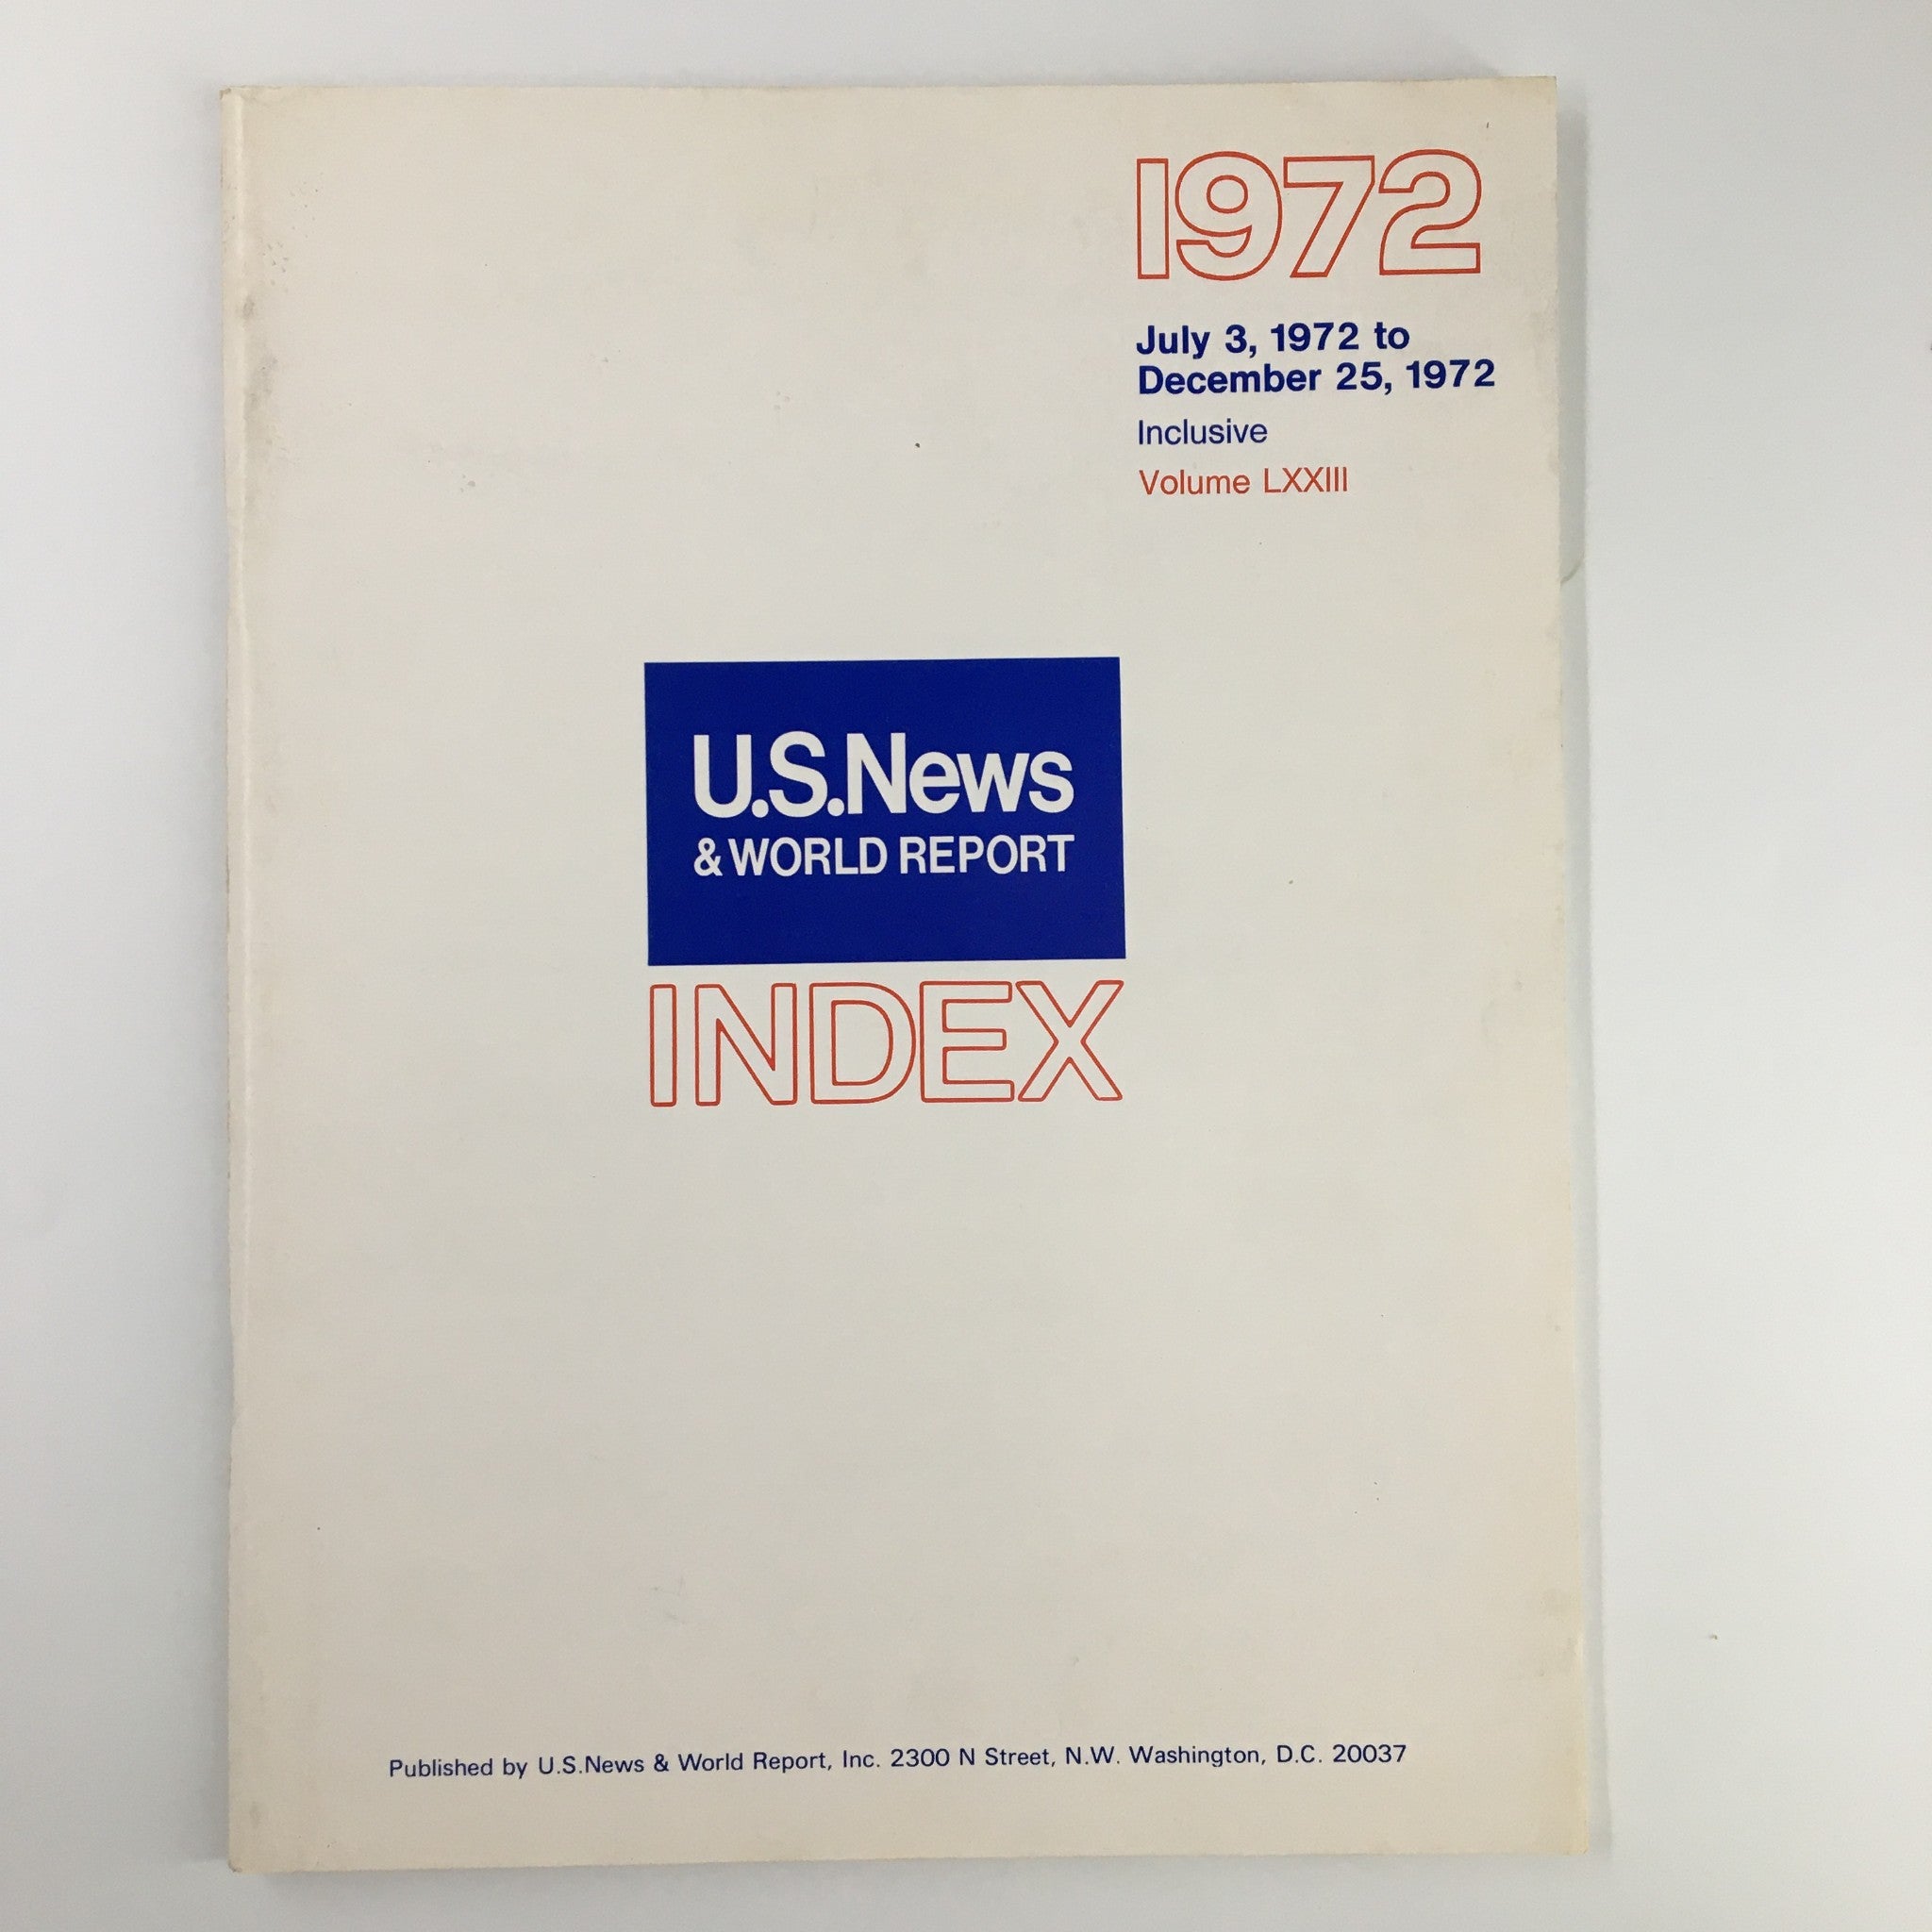 1972
July 3, 1972 to
December 25, 1972
Inclusive
Volume LXXIII
U.S.News
& WORLD REPORT
INDEX
Published by U.S.News & World Report, Inc. 2300 N Street, N.W. Washington, D.C. 20037